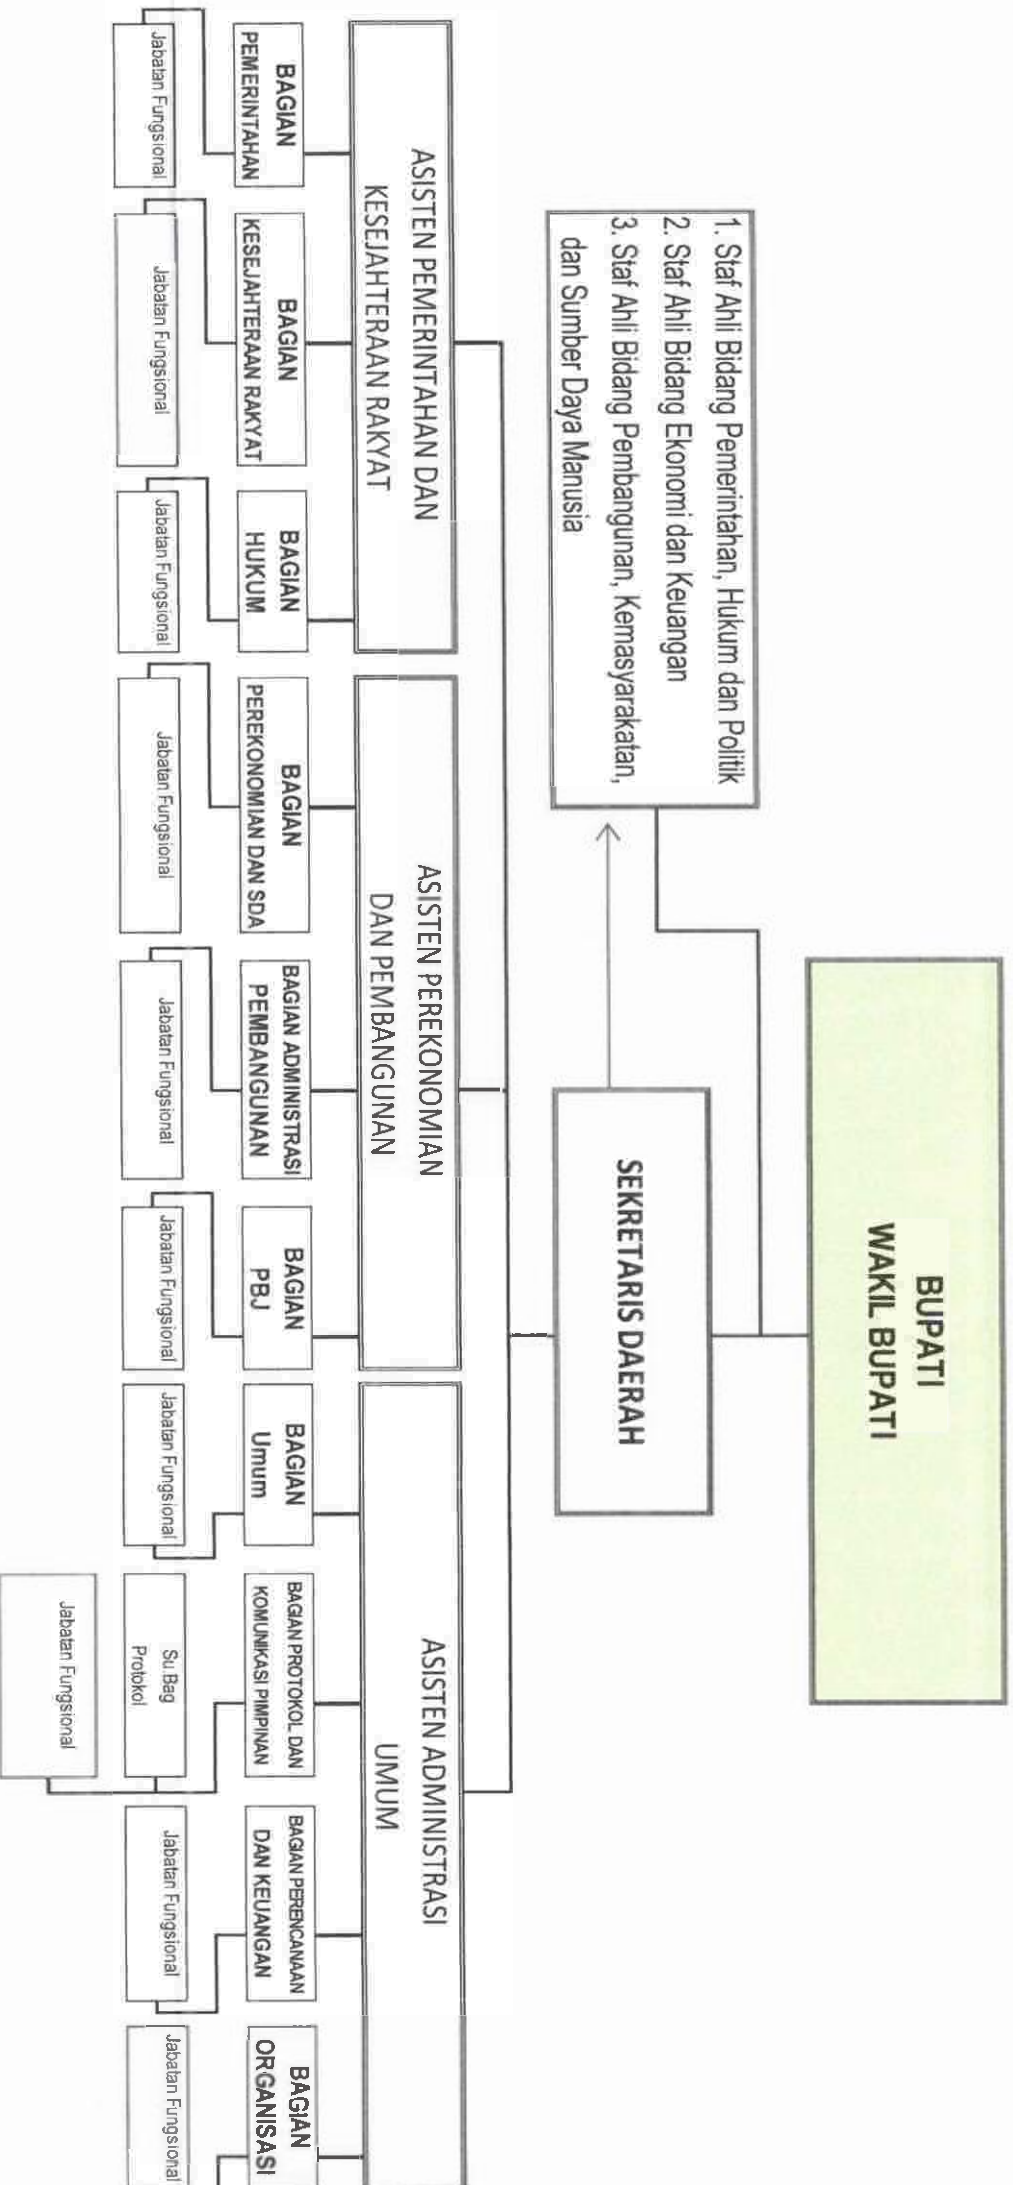 BUPATI
WAKIL BUPATI
1. Staf Ahli Bidang Pemerintahan, Hukum dan Politik
2. Staf Ahli Bidang Ekonomi dan Keuangan
3. Staf Ahli Bidang Pembangunan, Kemasyarakatan,
dan Sumber Daya Manusia
SEKRETARIS DAERAH
ASISTEN PEMERINTAHAN DAN
KESEJAHTERAAN RAKYAT
ASISTEN PEREKONOMIAN
DAN PEMBANGUNAN
ASISTEN ADMINISTRASI
UMUM
BAGIAN
PEMERINTAHAN
BAGIAN
KESEJAHTERAAN RAKYAT
BAGIAN
HUKUM
BAGIAN
PEREKONOMIAN DAN SDA
BAGIAN ADMINISTRASI
PEMBANGUNAN
BAGIAN
PBJ
BAGIAN
Umum
BAGIAN PROTOKOL DAN
KOMUNIKASI PIMPINAN
BAGIAN PERENCANAAN
DAN KEUANGAN
BAGIAN
ORGANISASI
Jabatan Fungsional
Jabatan Fungsional
Jabatan Fungsional
Jabatan Fungsional
Jabatan Fungsional
Jabatan Fungsional
Jabatan Fungsional
Su.Bag
Protokol
Jabatan Fungsional
Jabatan Fungsional
Jabatan Fungsional